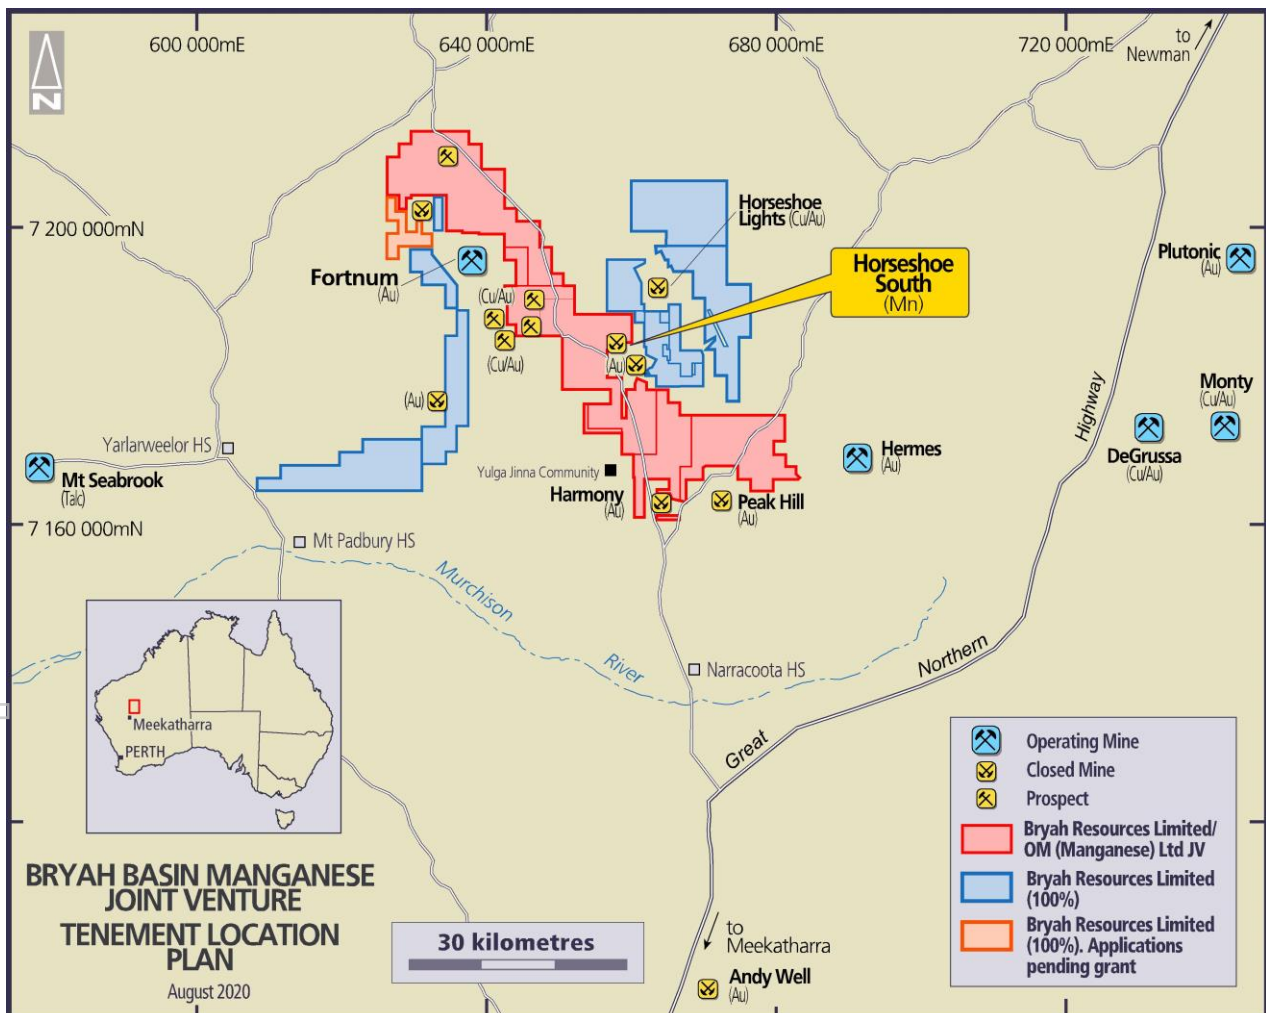 600 000mE
640 000mE
680 000mE
720 000mE
to
Newman
N
7 200 000mN
Horseshoe
Lights (Cu/Au)
Horseshoe
South
(Mn)
Plutonic
(Au)
Fortnum
(Au)
(Cu/Au)
(Cu/Au)
(Au)
(Au)
Highway
Monty
(Cu/Au)
Yarlarweelor HS
Mt Seabrook
(Talc)
Yulga Jinna Community
Harmony
(Au)
Peak Hill
(Au)
Hermes
(Au)
DeGrussa
(Cu/Au)
7 160 000mN
Mt Padbury HS
Murchison
River
Narracoota HS
Northern
Great
Meekatharra
PERTH
Operating Mine
Closed Mine
Prospect
Bryah Resources Limited/
OM (Manganese) Ltd JV
Bryah Resources Limited
(100%)
Bryah Resources Limited
(100%). Applications
pending grant
BRYAH BASIN MANGANESE
JOINT VENTURE
TENEMENT LOCATION
PLAN
August 2020
30 kilometres
to
Meekatharra
Andy Well
(Au)